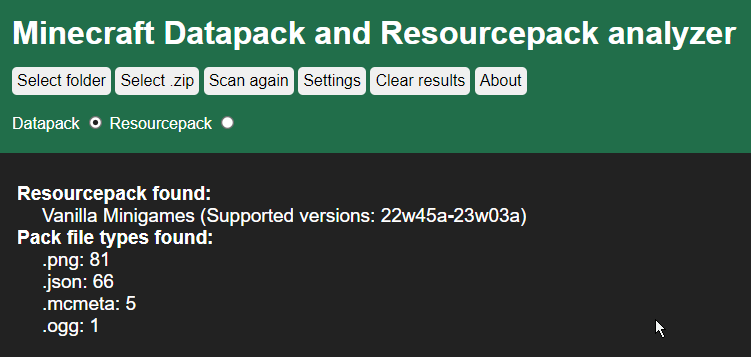 Minecraft Datapack and Resourcepack analyzer
Select folder Select .zip Scan again Settings Clear results About
Datapack Resourcepack
Resourcepack found:
Vanilla Minigames (Supported versions: 22w45a-23w03a)
Pack file types found:
.png: 81
.json: 66
.mcmeta: 5
.ogg: 1